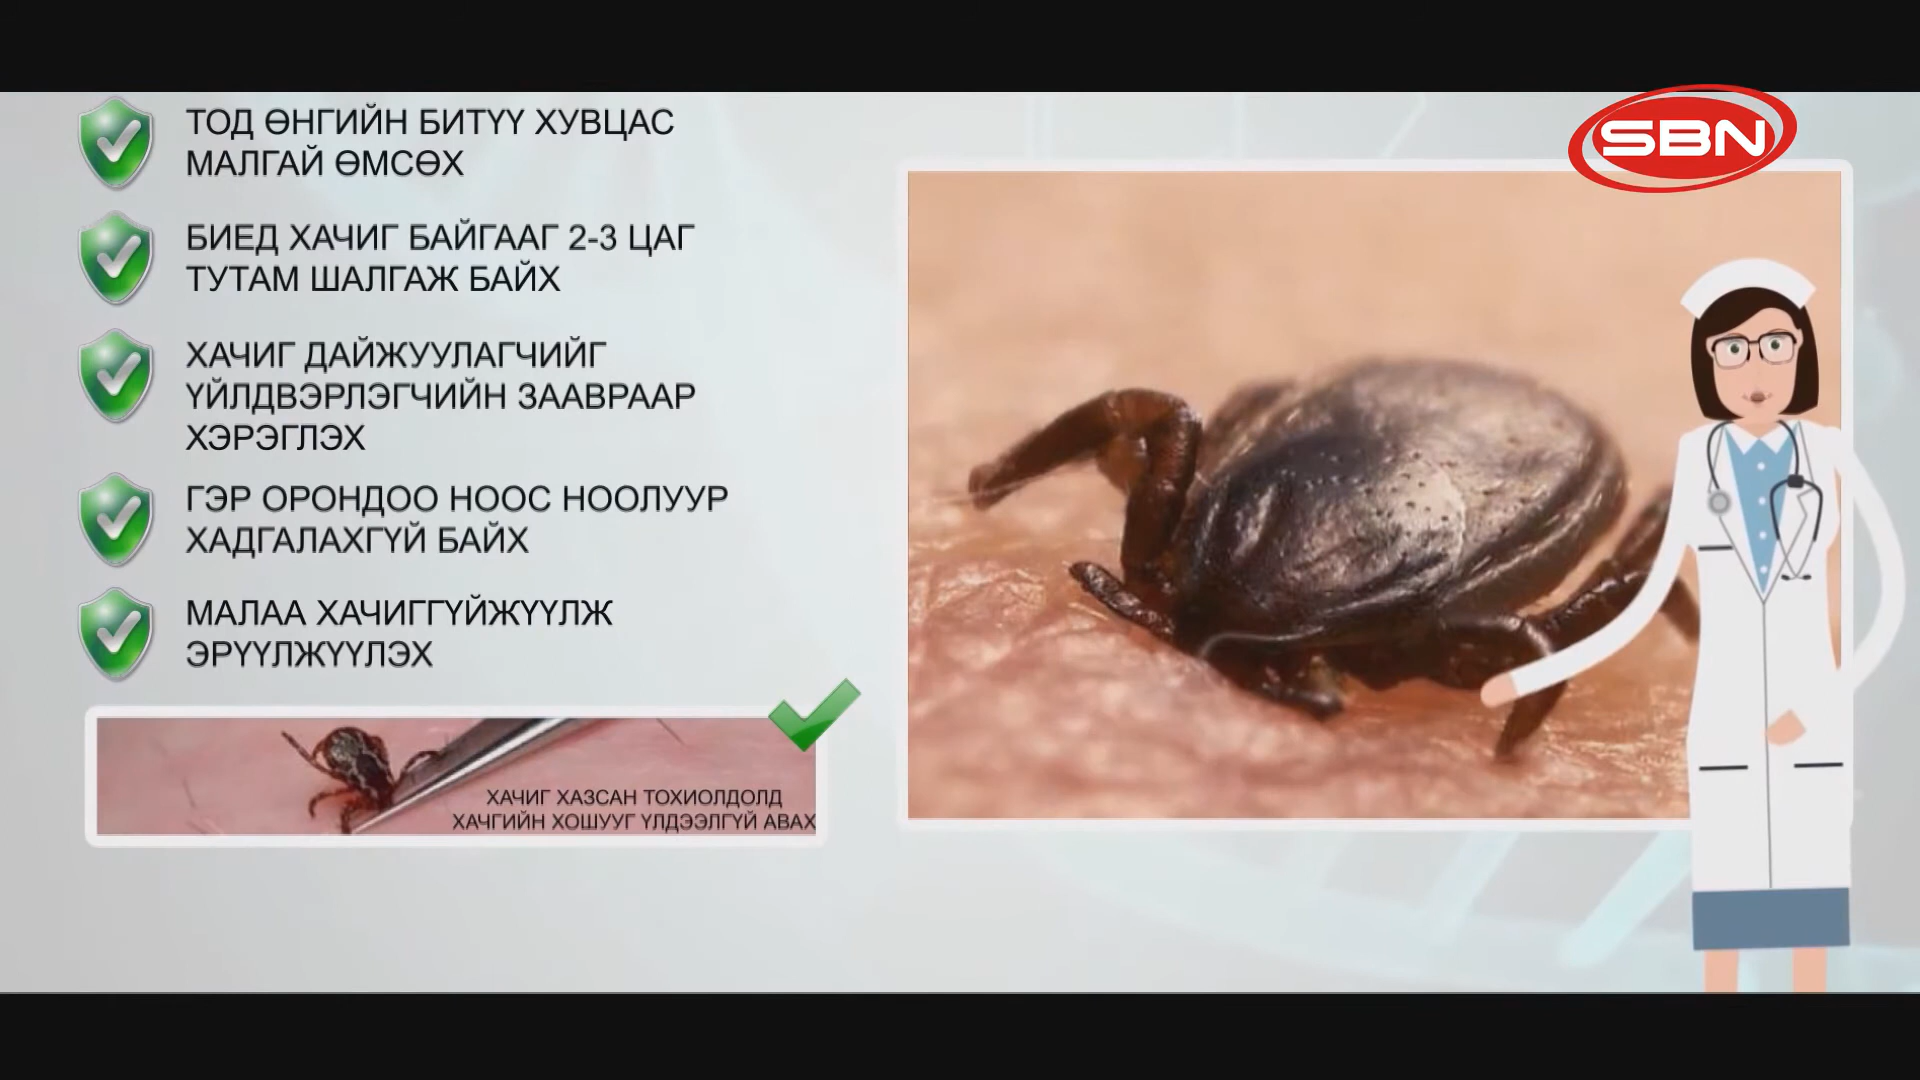 ТОД ӨНГИЙН БИТҮҮ ХУВЦАС
МАЛГАЙ ӨМСӨХ
БИЕД ХАЧИГ БАЙГААГ 2-3 ЦАГ
ТУТАМ ШАЛГАЖ БАЙХ
ХАЧИГ ДАЙЖУУЛАГЧИЙГ
ҮЙЛДВЭРЛЭГЧИЙН ЗААВРААР
ХЭРЭГЛЭХ
ГЭР ОРОНДОО НООС НООЛУУР
ХАДГАЛАХГҮЙ БАЙХ
МАЛАА ХАЧИГГҮЙЖҮҮЛЖ
ЭРҮҮЛЖҮҮЛЭХ
ХАЧИГ ХАЗСАН ТОХИОЛДОЛД
ХАЧГИЙН ХОШУУГ ҮЛДЭЭЛГҮЙ АВАХ
SBN